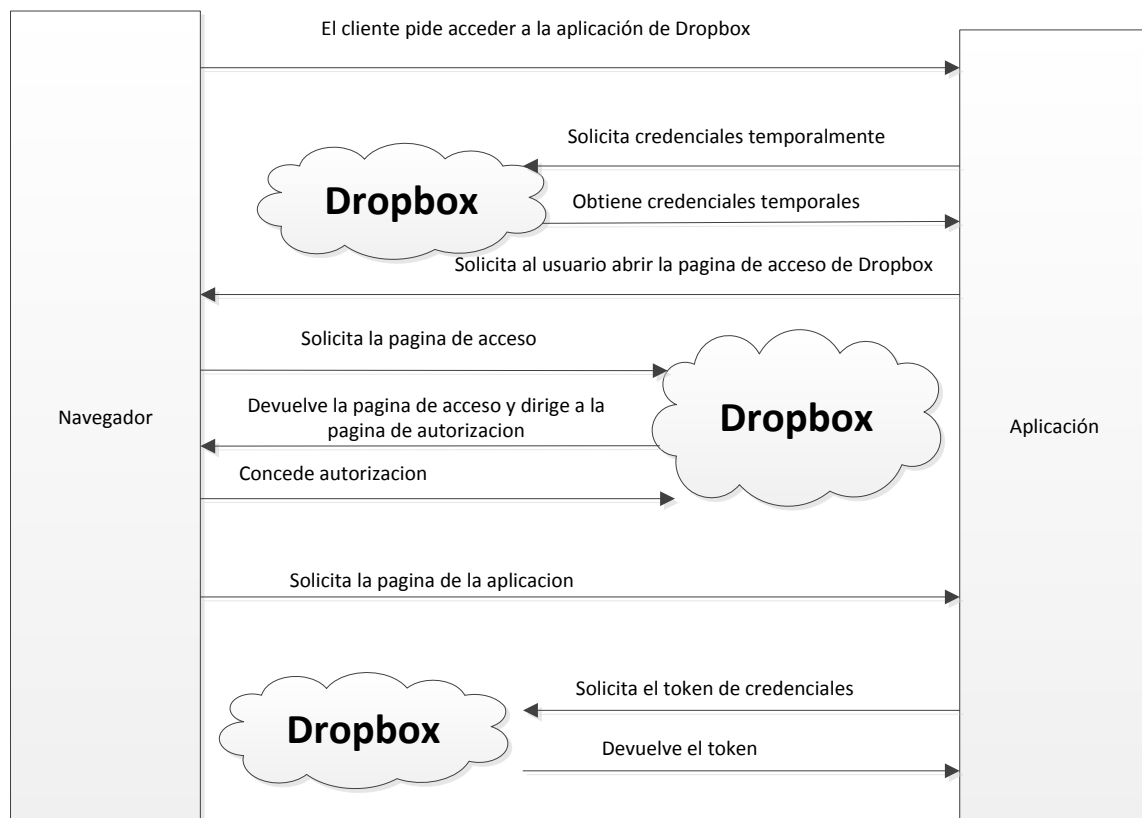 El cliente pide acceder a la aplicación de Dropbox
Solicita credenciales temporalmente
Dropbox
Obtiene credenciales temporales
Solicita al usuario abrir la pagina de acceso de Dropbox
Solicita la pagina de acceso
Navegador
Devuelve la pagina de acceso y dirige a la
pagina de autorizacion
Dropbox
Aplicación
Concede autorizacion
Solicita la pagina de la aplicacion
Solicita el token de credenciales
Dropbox
Devuelve el token